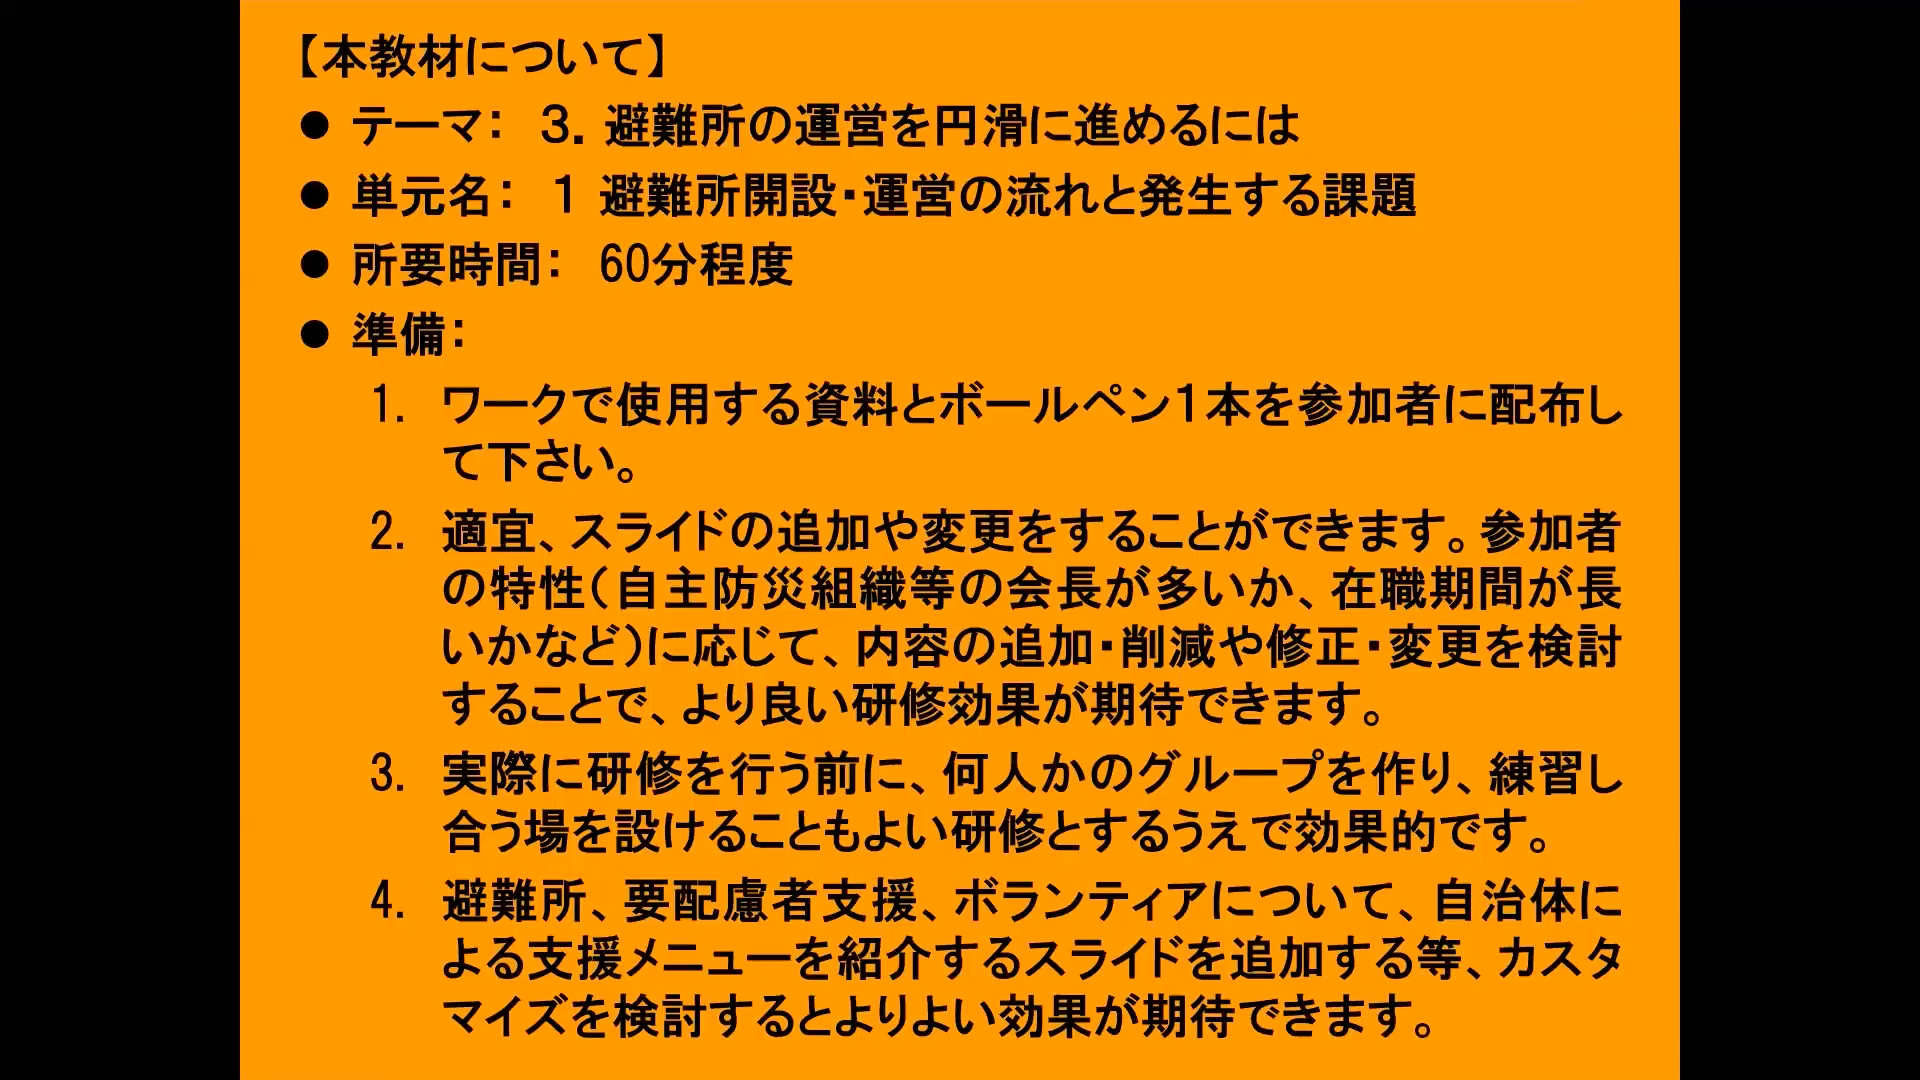 【本教材について】
● テーマ： ３．避難所の運営を円滑に進めるには
● 単元名： １ 避難所開設・運営の流れと発生する課題
● 所要時間： 60分程度
● 準備：
1. ワークで使用する資料とボールペン１本を参加者に配布し
て下さい。
2. 適宜、スライドの追加や変更をすることができます。参加者
の特性（自主防災組織等の会長が多いか、在職期間が長
いかなど）に応じて、内容の追加・削減や修正・変更を検討
することで、より良い研修効果が期待できます。
3. 実際に研修を行う前に、何人かのグループを作り、練習し
合う場を設けることもよい研修とするうえで効果的です。
4. 避難所、要配慮者支援、ボランティアについて、自治体に
よる支援メニューを紹介するスライドを追加する等、カスタ
マイズを検討するとよりよい効果が期待できます。